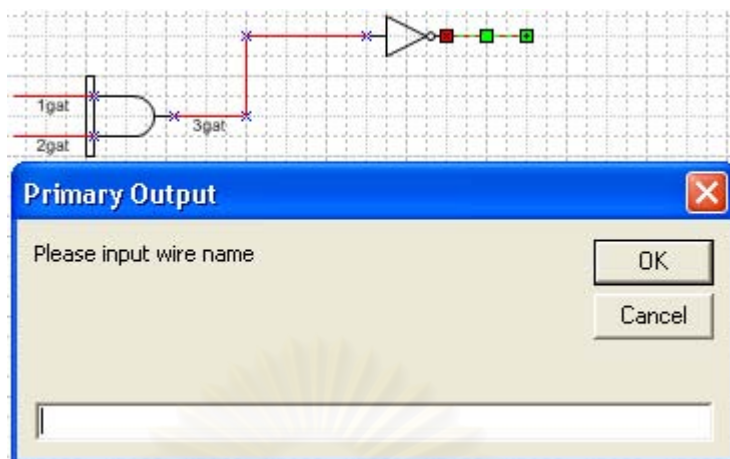 1gat
3gat
2gat
Primary Output
Please input wire name
OK
Cancel